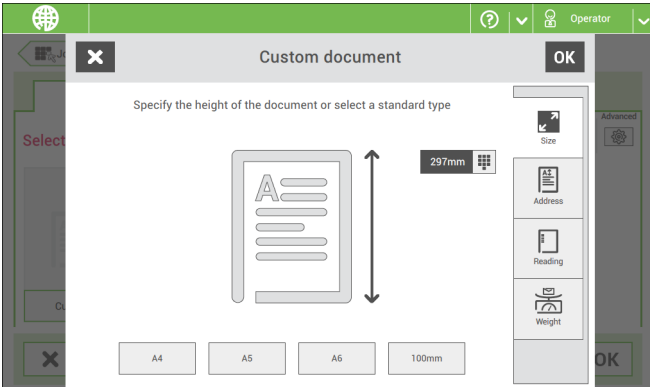 Operator
Custom document
OK
Specify the height of the document or select a standard type
297mm
A
Size
Address
Reading
Weight
A4
A5
A6
100mm
Select
Advanced
OK